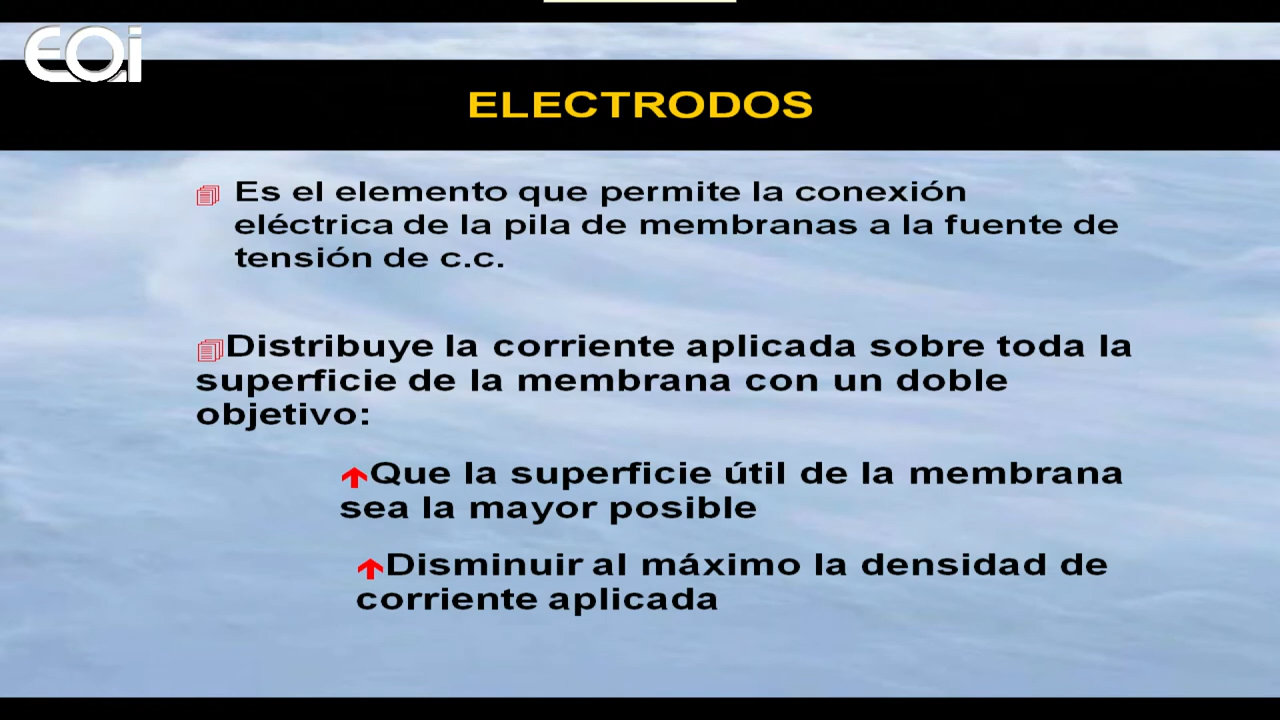 EOi
ELECTRODOS
Es el elemento que permite la conexión
eléctrica de la pila de membranas a la fuente de
tensión de c.c.
Distribuye la corriente aplicada sobre toda la
superficie de la membrana con un doble
objetivo:
Que la superficie útil de la membrana
sea la mayor posible
Disminuir al máximo la densidad de
corriente aplicada